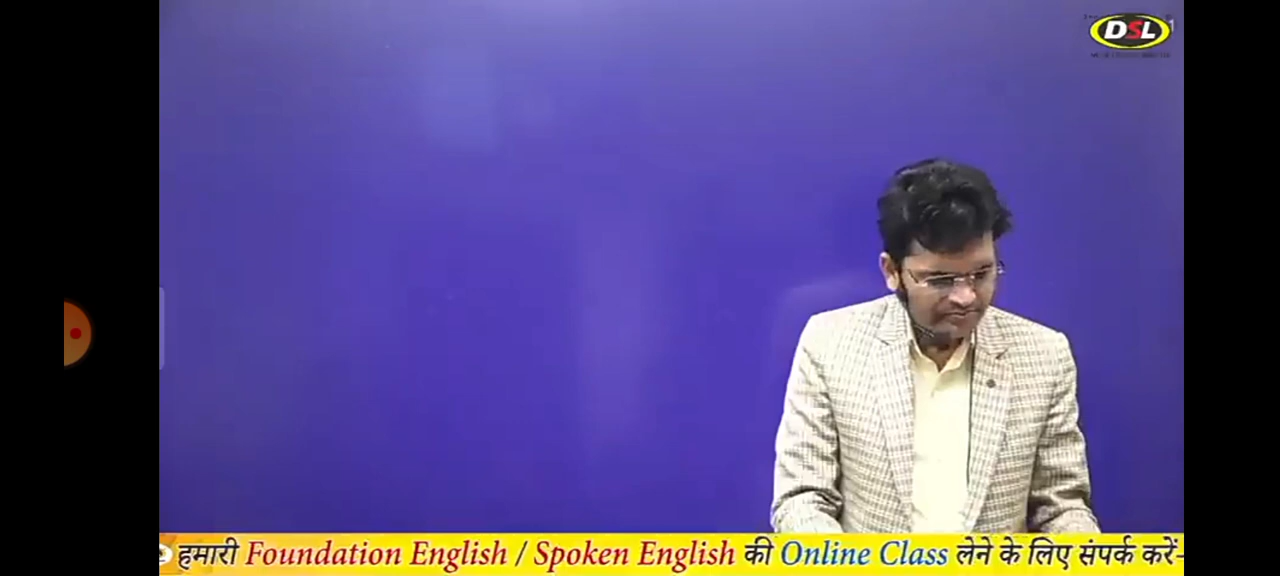 DSL
हमारी Foundation English / Spoken English की Online Class लेने के लिए संपर्क करें-